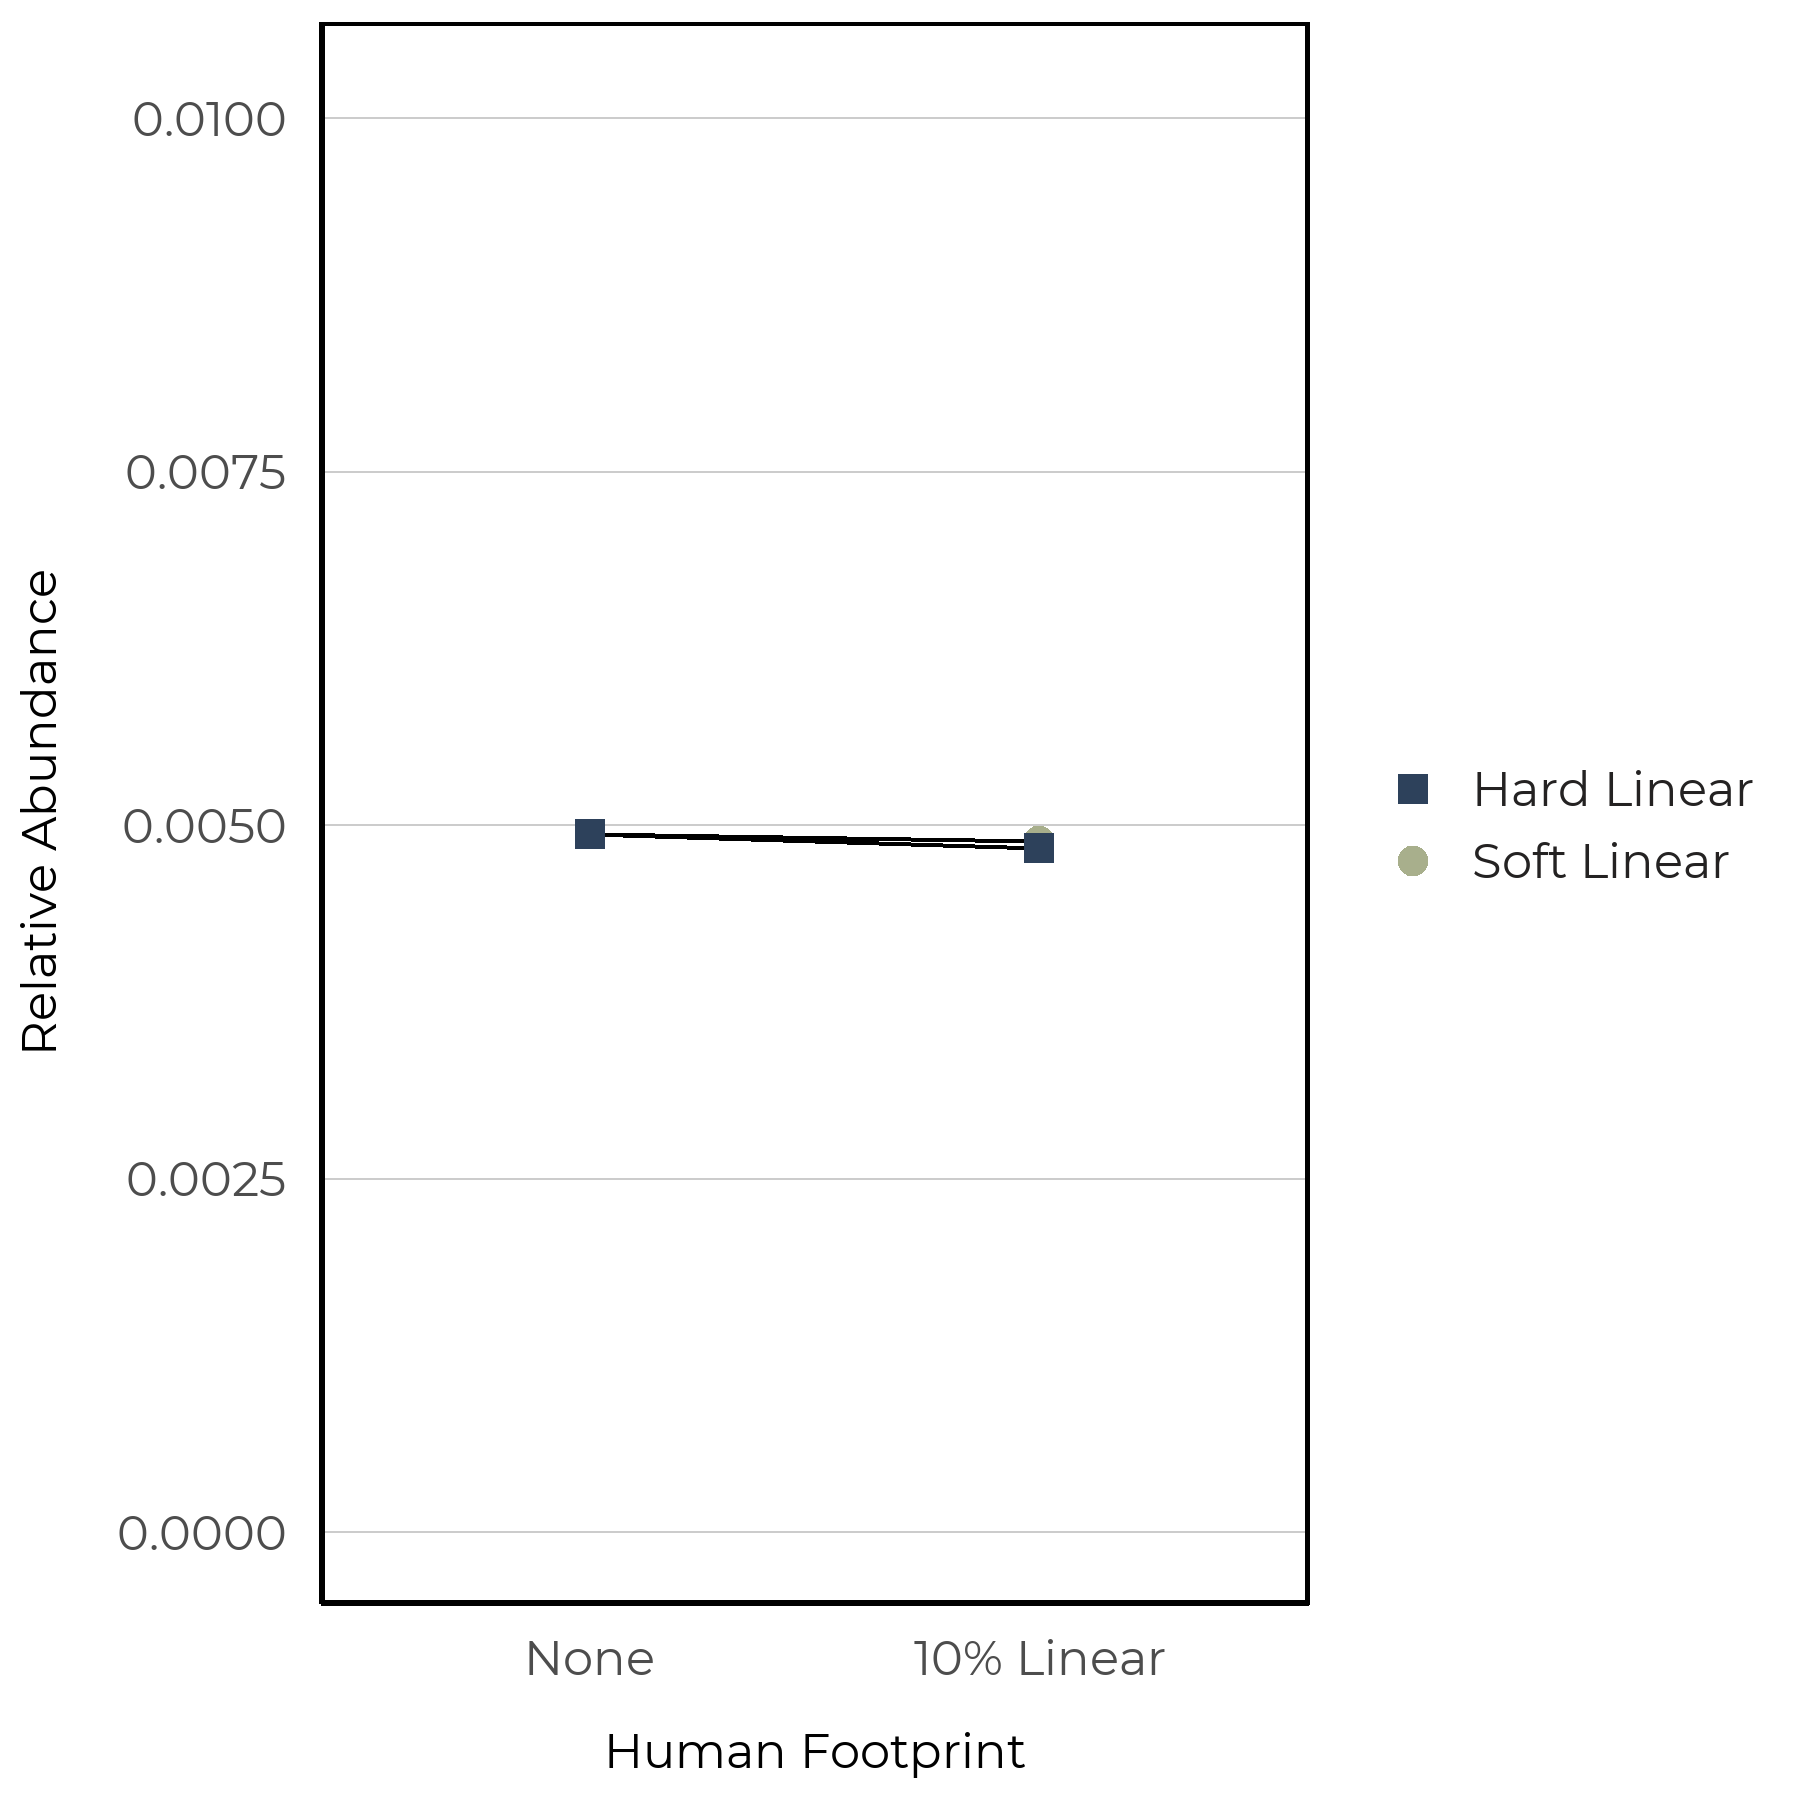 0.0100
0.0075
0.0050
0.0025
0.0000
Relative Abundance
None
10% Linear
Human Footprint
Hard Linear
Soft Linear